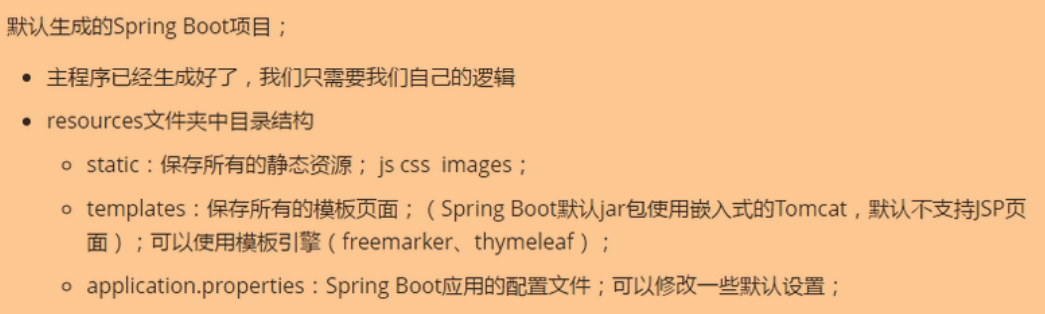 默认生成的Spring Boot项目；
• 主程序已经生成好了，我们只需要我们自己的逻辑
• resources文件夹中目录结构
◦ static：保存所有的静态资源； js css images；
◦ templates：保存所有的模板页面；（Spring Boot默认jar包使用嵌入式的Tomcat，默认不支持JSP页
面）；可以使用模板引擎（freemarker、thymeleaf）；
◦ application.properties：Spring Boot应用的配置文件；可以修改一些默认设置；